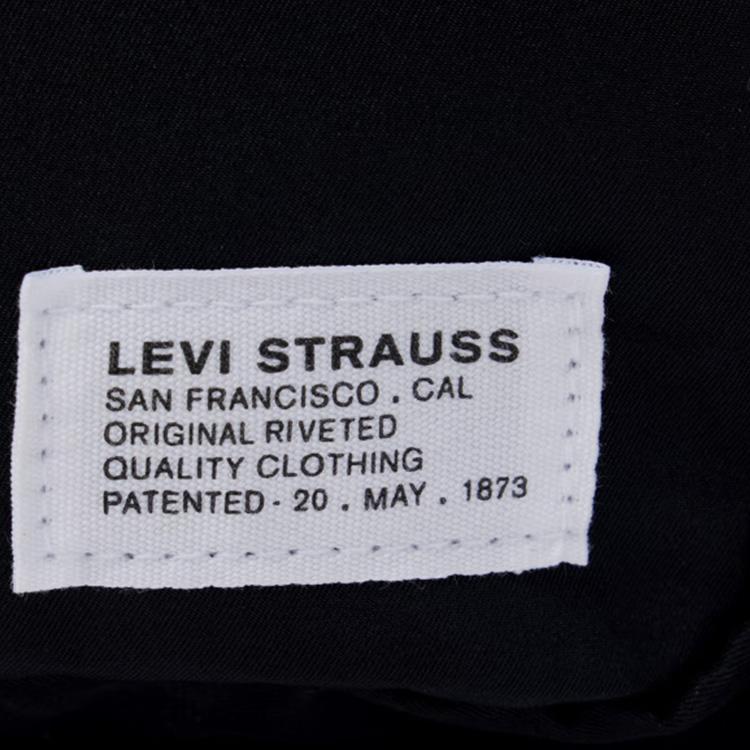 LEVI STRAUSS
SAN FRANCISCO . CAL
ORIGINAL RIVETED
QUALITY CLOTHING
PATENTED - 20 . MAY . 1873